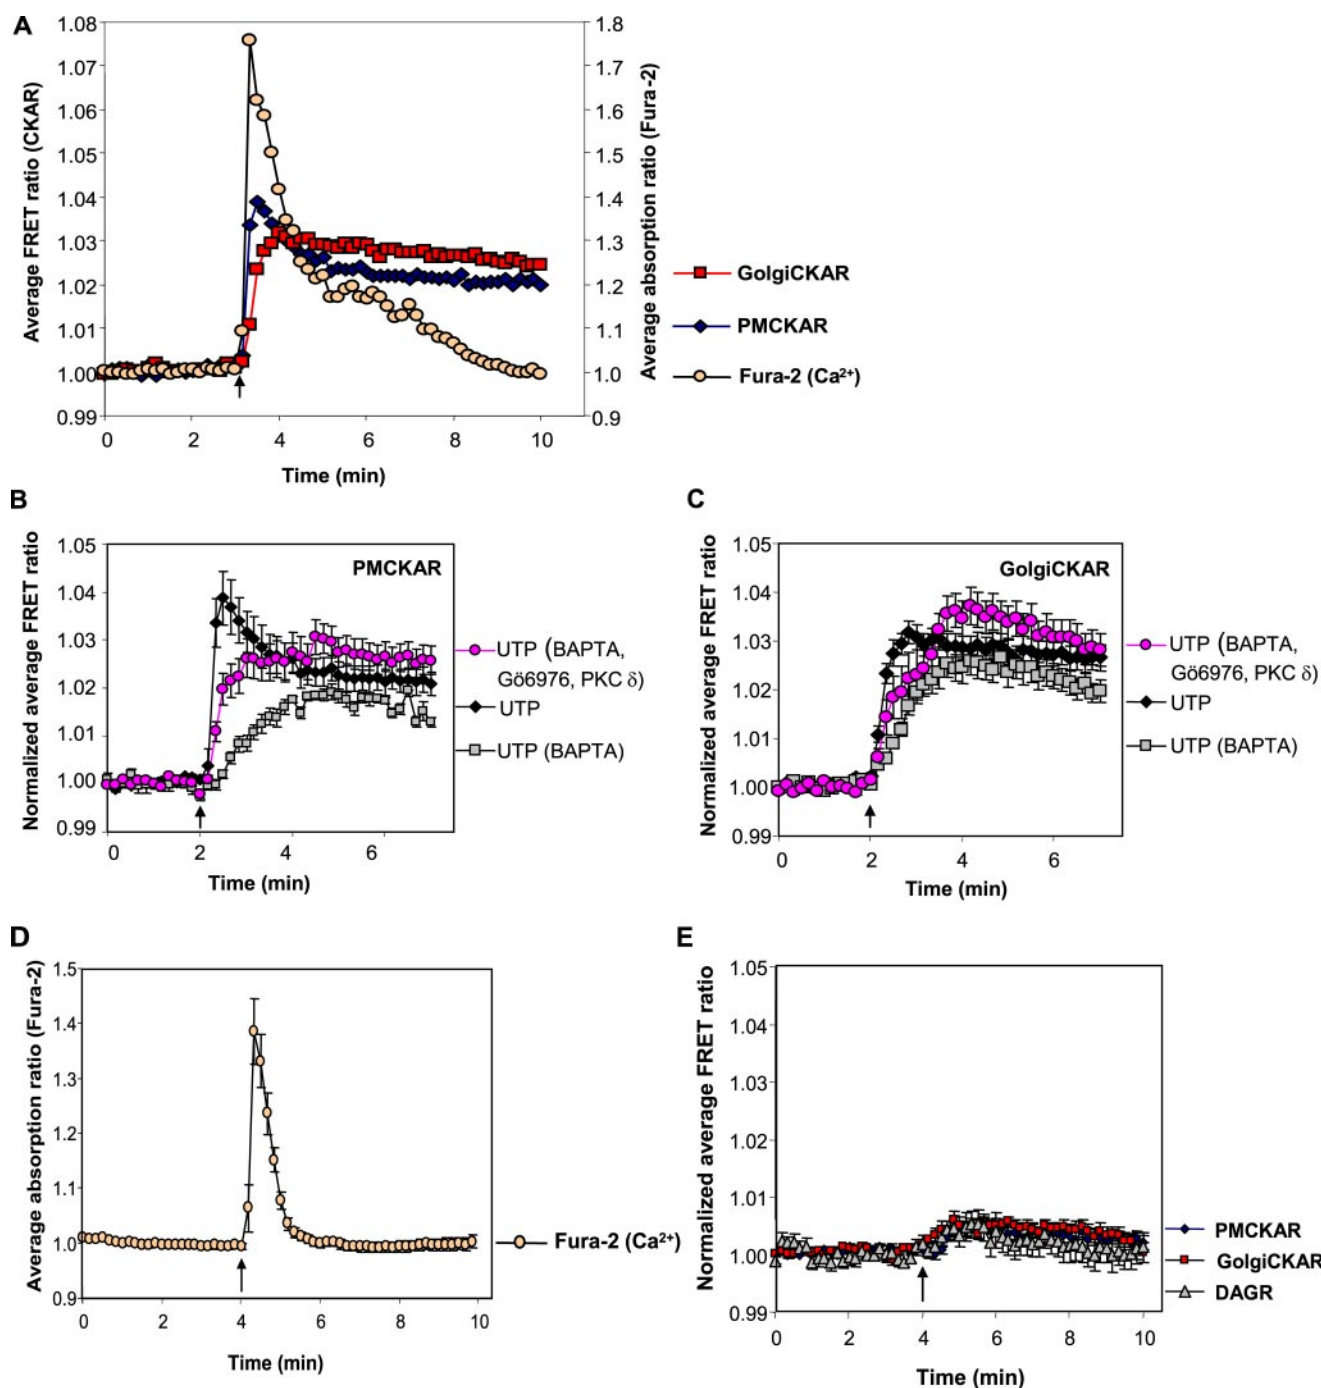 A
Average FRET ratio (CKAR)
1.08
1.07
1.06
1.05
1.04
1.03
1.02
1.01
1.00
0.99
0 2 4 6 8 10
Time (min)
1.8
1.7
1.6
1.5
1.4
1.3
1.2
1.1
1.0
0.9
Average absorption ratio (Fura-2)
GolgiCKAR
PMCKAR
Fura-2 (Ca²⁺)
B
Normalized average FRET ratio
1.05
1.04
1.03
1.02
1.01
1.00
0.99
0 2 4 6
Time (min)
PMCKAR
UTP (BAPTA,
Gö6976, PKC δ)
UTP
UTP (BAPTA)
C
Normalized average FRET ratio
1.05
1.04
1.03
1.02
1.01
1.00
0.99
0 2 4 6
Time (min)
GolgiCKAR
UTP (BAPTA,
Gö6976, PKC δ)
UTP
UTP (BAPTA)
D
Average absorption ratio (Fura-2)
1.5
1.4
1.3
1.2
1.1
1.0
0.9
0 2 4 6 8 10
Time (min)
Fura-2 (Ca²⁺)
E
Normalized average FRET ratio
1.05
1.04
1.03
1.02
1.01
1.00
0.99
0 2 4 6 8 10
Time (min)
PMCKAR
GolgiCKAR
DAGR